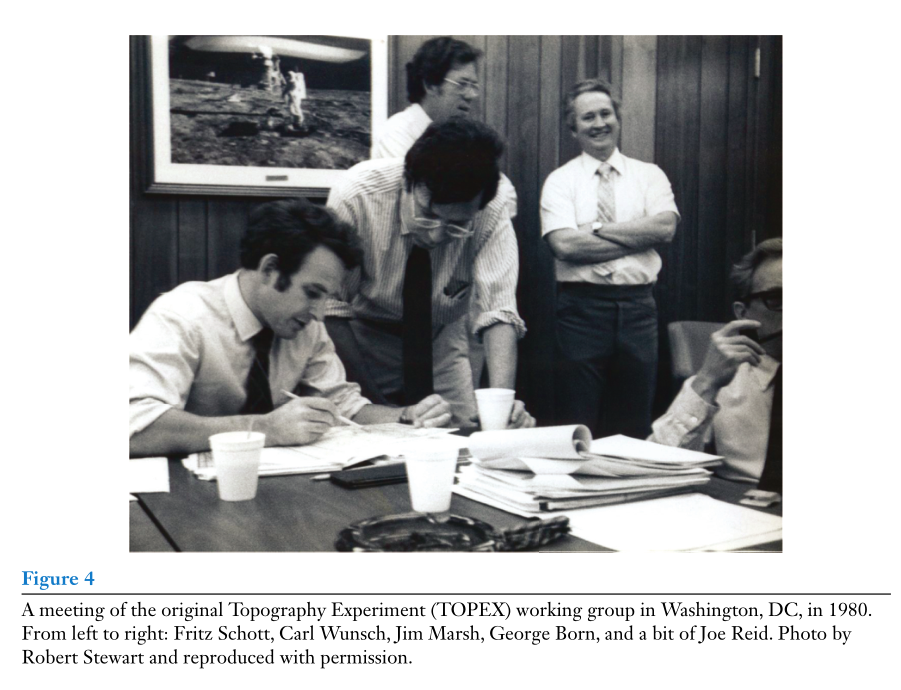 Figure 4
A meeting of the original Topography Experiment (TOPEX) working group in Washington, DC, in 1980.
From left to right: Fritz Schott, Carl Wunsch, Jim Marsh, George Born, and a bit of Joe Reid. Photo by
Robert Stewart and reproduced with permission.